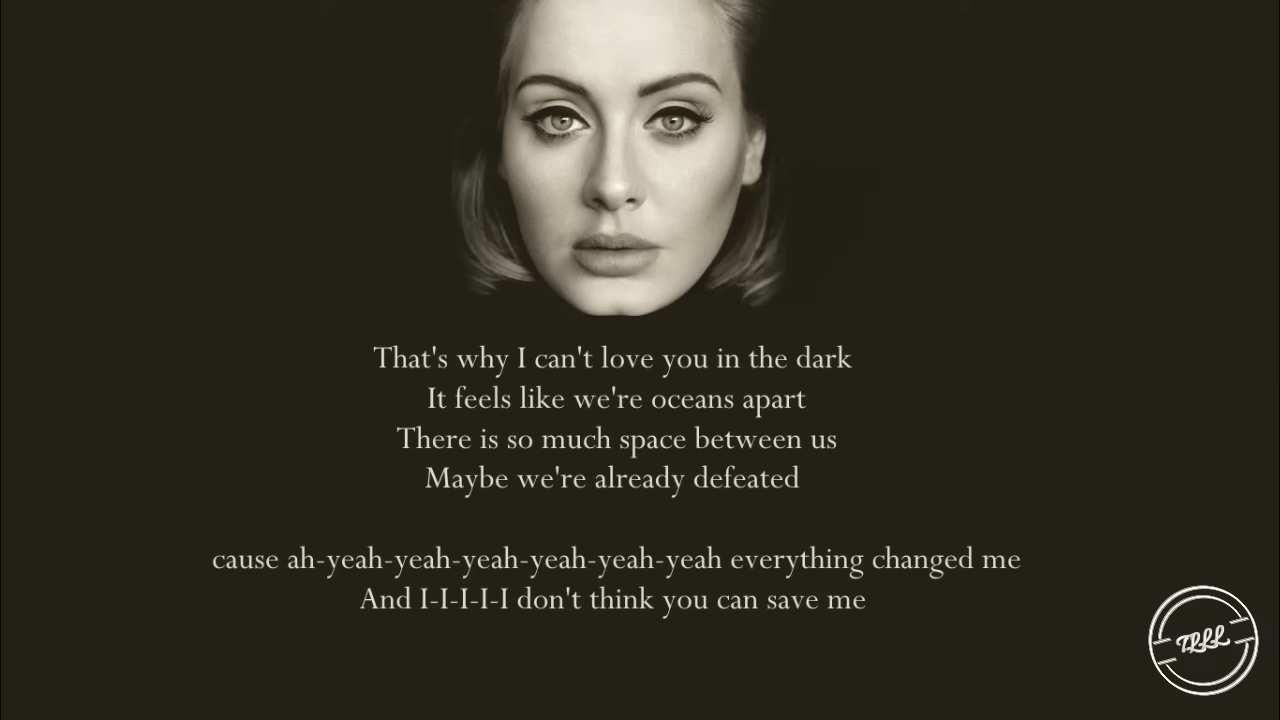 That's why I can't love you in the dark
It feels like we're oceans apart
There is so much space between us
Maybe we're already defeated
cause ah-yeah-yeah-yeah-yeah-yeah-yeah everything changed me
And I-I-I-I-I don't think you can save me
TLLL